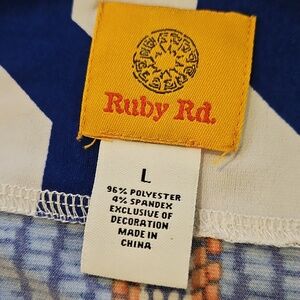 Ruby Rd.
L
96% POLYESTER
4% SPANDEX
EXCLUSIVE OF
DECORATION
MADE IN
CHINA